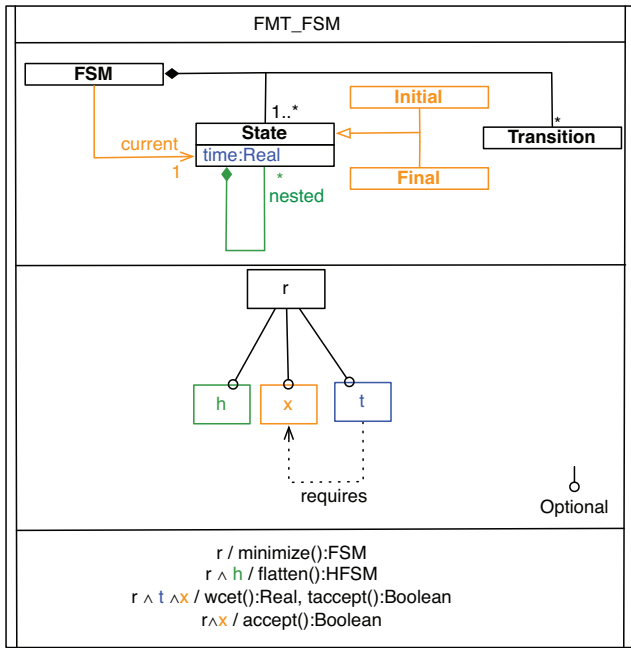 FMT_FSM
FSM
Initial
1..*
State
Transition
*
current
1
time:Real
*
nested
Final
r
h
x
t
requires
Optional
r / minimize():FSM
r ∧ h / flatten():HFSM
r ∧ t ∧x / wcet():Real, taccept():Boolean
r∧x / accept():Boolean